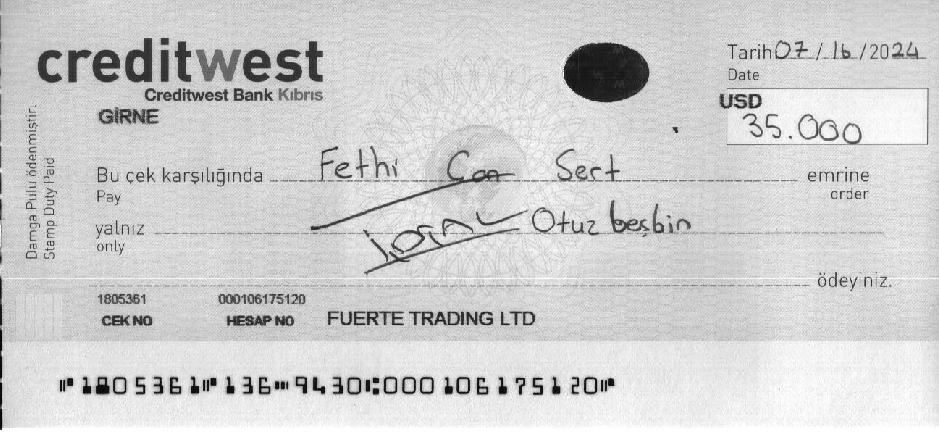 creditwest
Creditwest Bank Kıbrıs
GİRNE
Tarih 07/16/2024
Date
USD
35.000
Damga Pulu ödenmiştir.
Stamp Duty Paid
Bu çek karşılığında Fethi Can Sert emrine
Pay order
yalnız Otuz beşbin
only
İPTAL
ödeyiniz.
1805361 000106175120
CEK NO HESAP NO FUERTE TRADING LTD
⑈1805361⑈136⑉9430⑆000106175120⑈